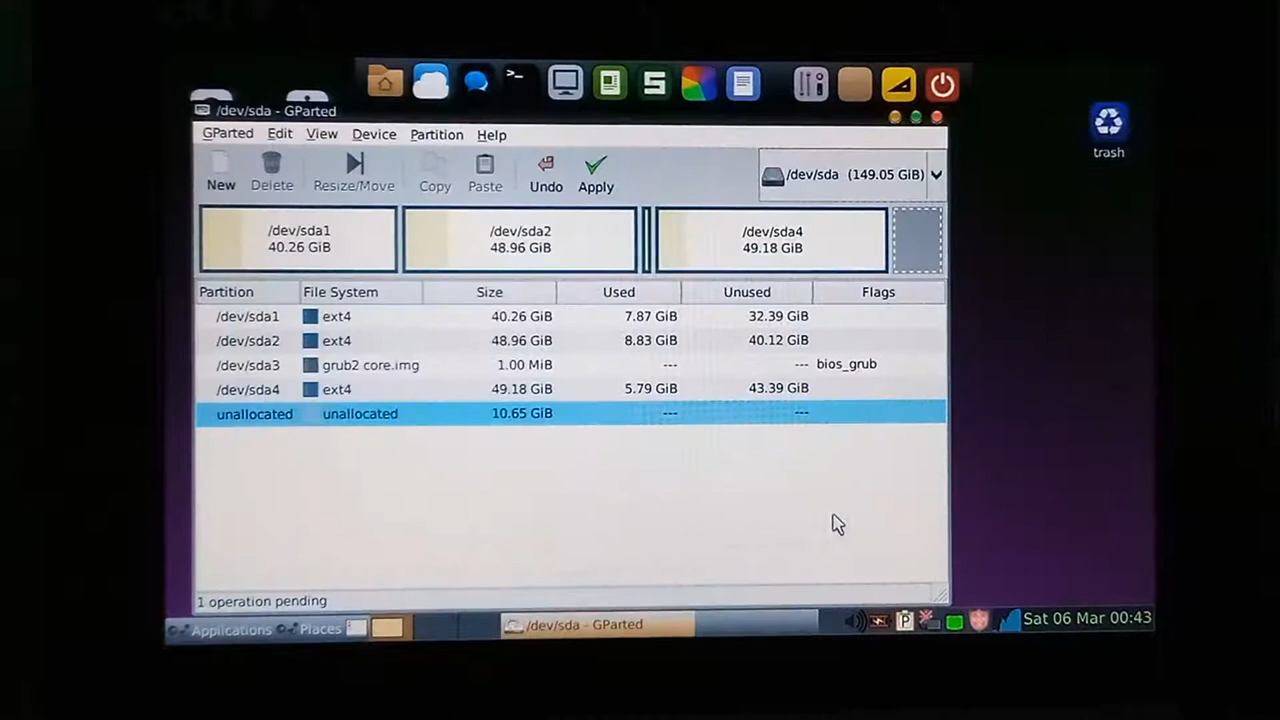 >_
/dev/sda - GParted
GParted Edit View Device Partition Help
trash
New Delete Resize/Move Copy Paste Undo Apply
/dev/sda (149.05 GiB)
/dev/sda1
40.26 GiB
/dev/sda2
48.96 GiB
/dev/sda4
49.18 GiB
Partition File System Size Used Unused Flags
/dev/sda1 ext4 40.26 GiB 7.87 GiB 32.39 GiB
/dev/sda2 ext4 48.96 GiB 8.83 GiB 40.12 GiB
/dev/sda3 grub2 core.img 1.00 MiB --- --- bios_grub
/dev/sda4 ext4 49.18 GiB 5.79 GiB 43.39 GiB
unallocated unallocated 10.65 GiB --- ---
1 operation pending
Applications Places /dev/sda - GParted P Sat 06 Mar 00:43